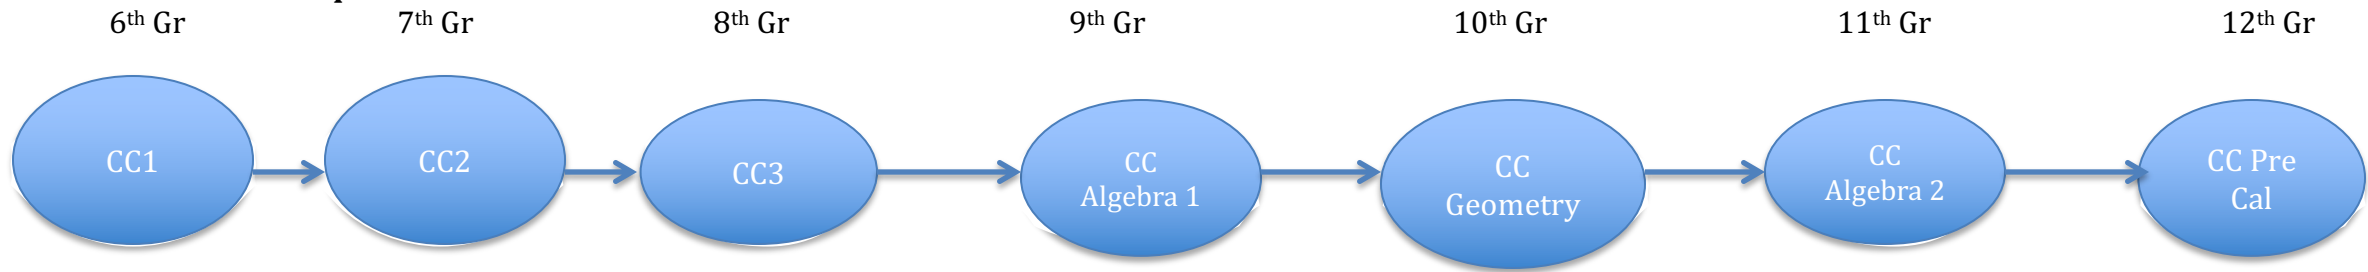 6th Gr 7th Gr 8th Gr 9th Gr 10th Gr 11th Gr 12th Gr
CC1
CC2
CC3
CC
Algebra 1
CC
Geometry
CC
Algebra 2
CC Pre
Cal